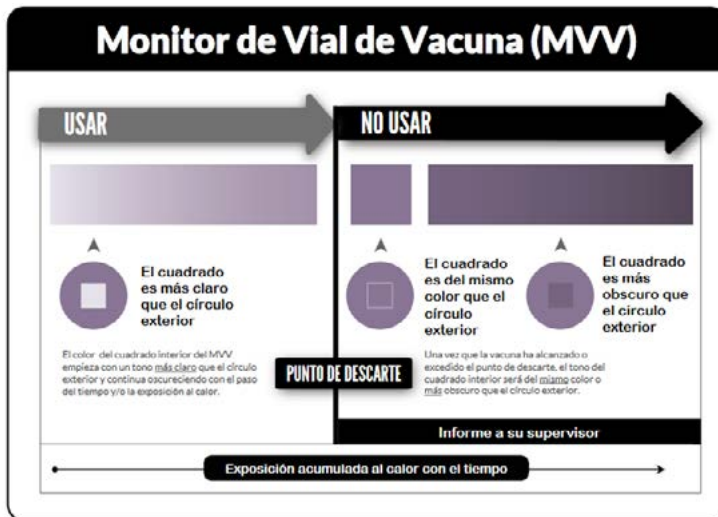 Monitor de Vial de Vacuna (MVV)
USAR
NO USAR
El cuadrado
es más claro
que el círculo
exterior
El cuadrado
es del mismo
color que el
círculo
exterior
El cuadrado
es más
obscuro que
el círculo
exterior
El color del cuadrado interior del MVV
empieza con un tono más claro que el círculo
exterior y continua oscureciendo con el paso
del tiempo y/o la exposición al calor.
PUNTO DE DESCARTE
Una vez que la vacuna ha alcanzado o
excedido el punto de descarte, el tono del
cuadrado interior será del mismo color o
más obscuro que el círculo exterior.
Informe a su supervisor
Exposición acumulada al calor con el tiempo